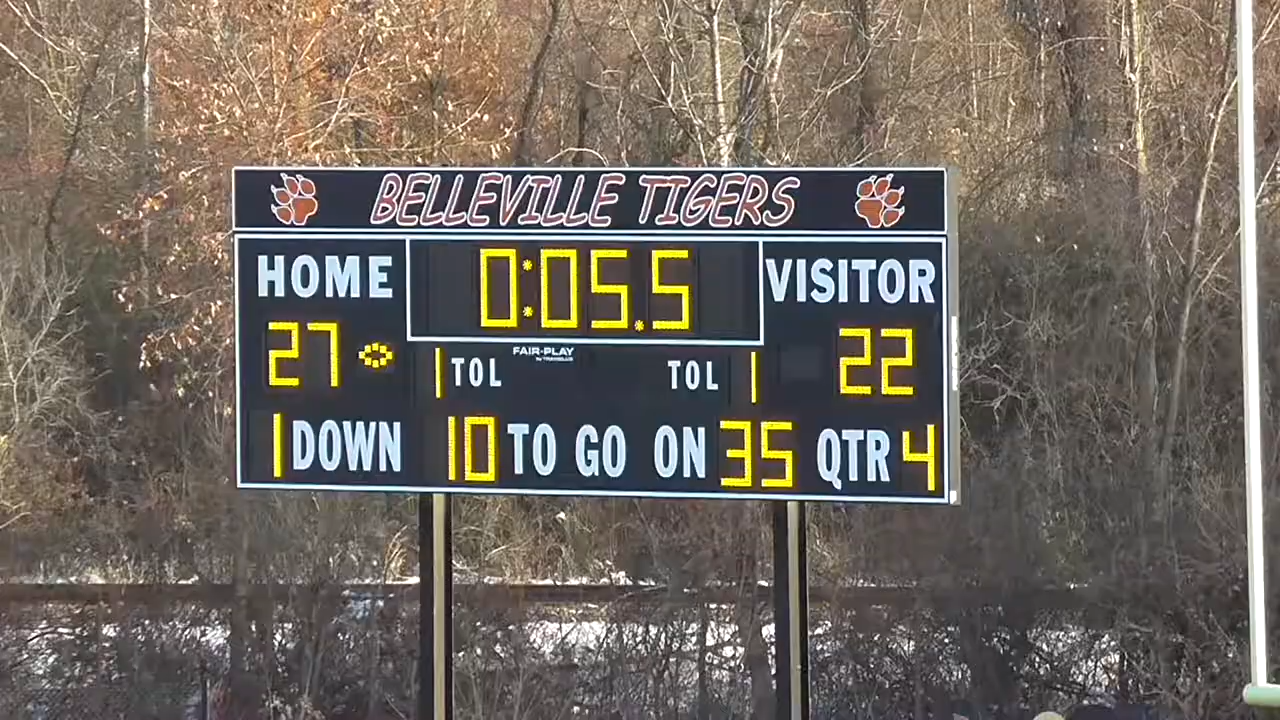 BELLEVILLE TIGERS
HOME 0:05.5 VISITOR
27 22
FAIR-PLAY
1 TOL TOL 1
1 DOWN 10 TO GO ON 35 QTR 4